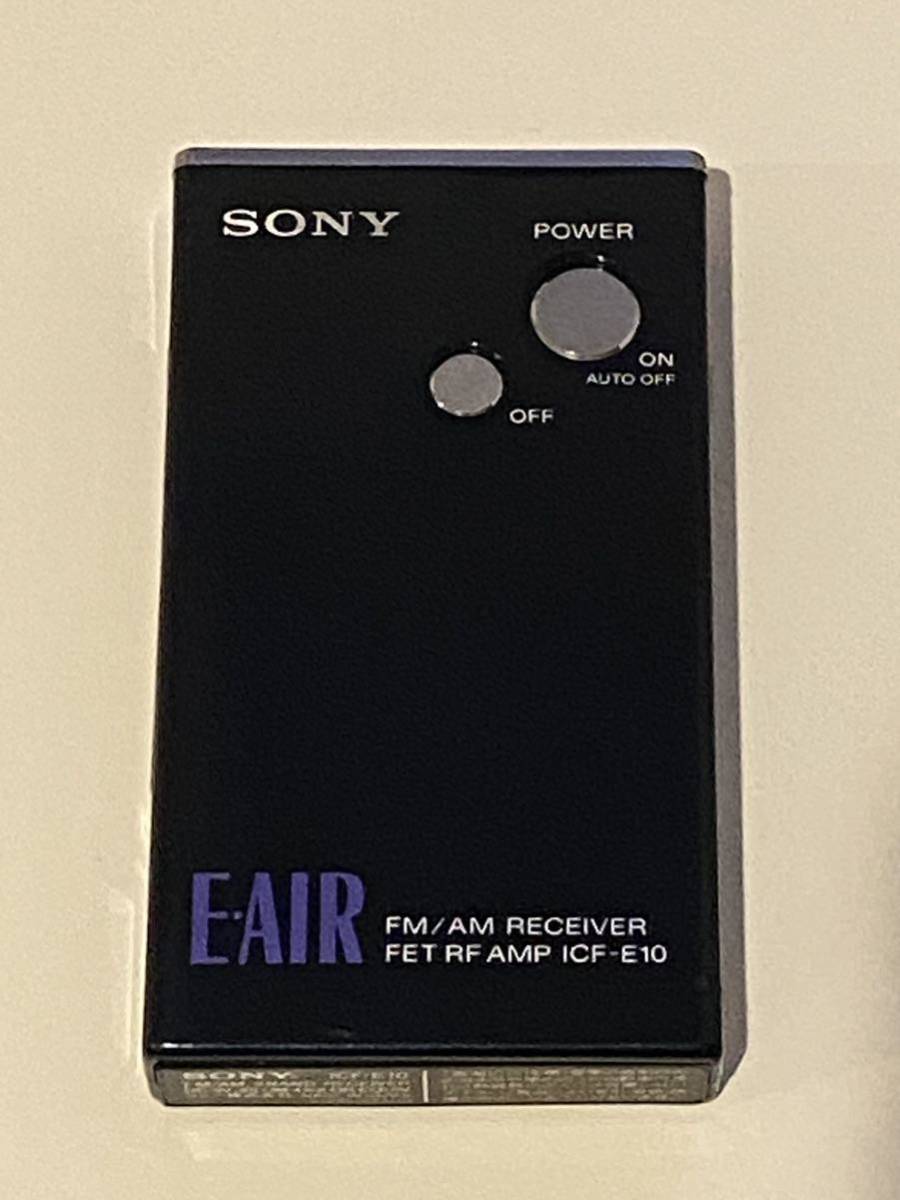 SONY
POWER
ON
AUTO OFF
OFF
E·AIR
FM/AM RECEIVER
FET RF AMP ICF-E10
SONY ICF-E10